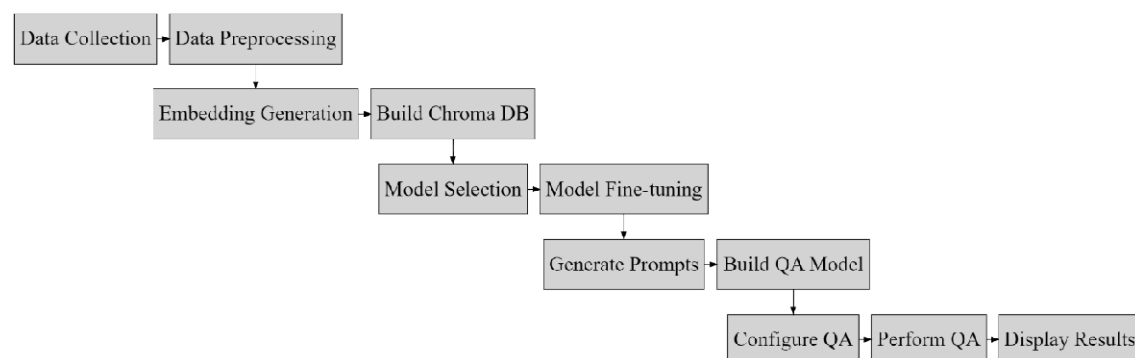 Data Collection
Data Preprocessing
Embedding Generation
Build Chroma DB
Model Selection
Model Fine-tuning
Generate Prompts
Build QA Model
Configure QA
Perform QA
Display Results